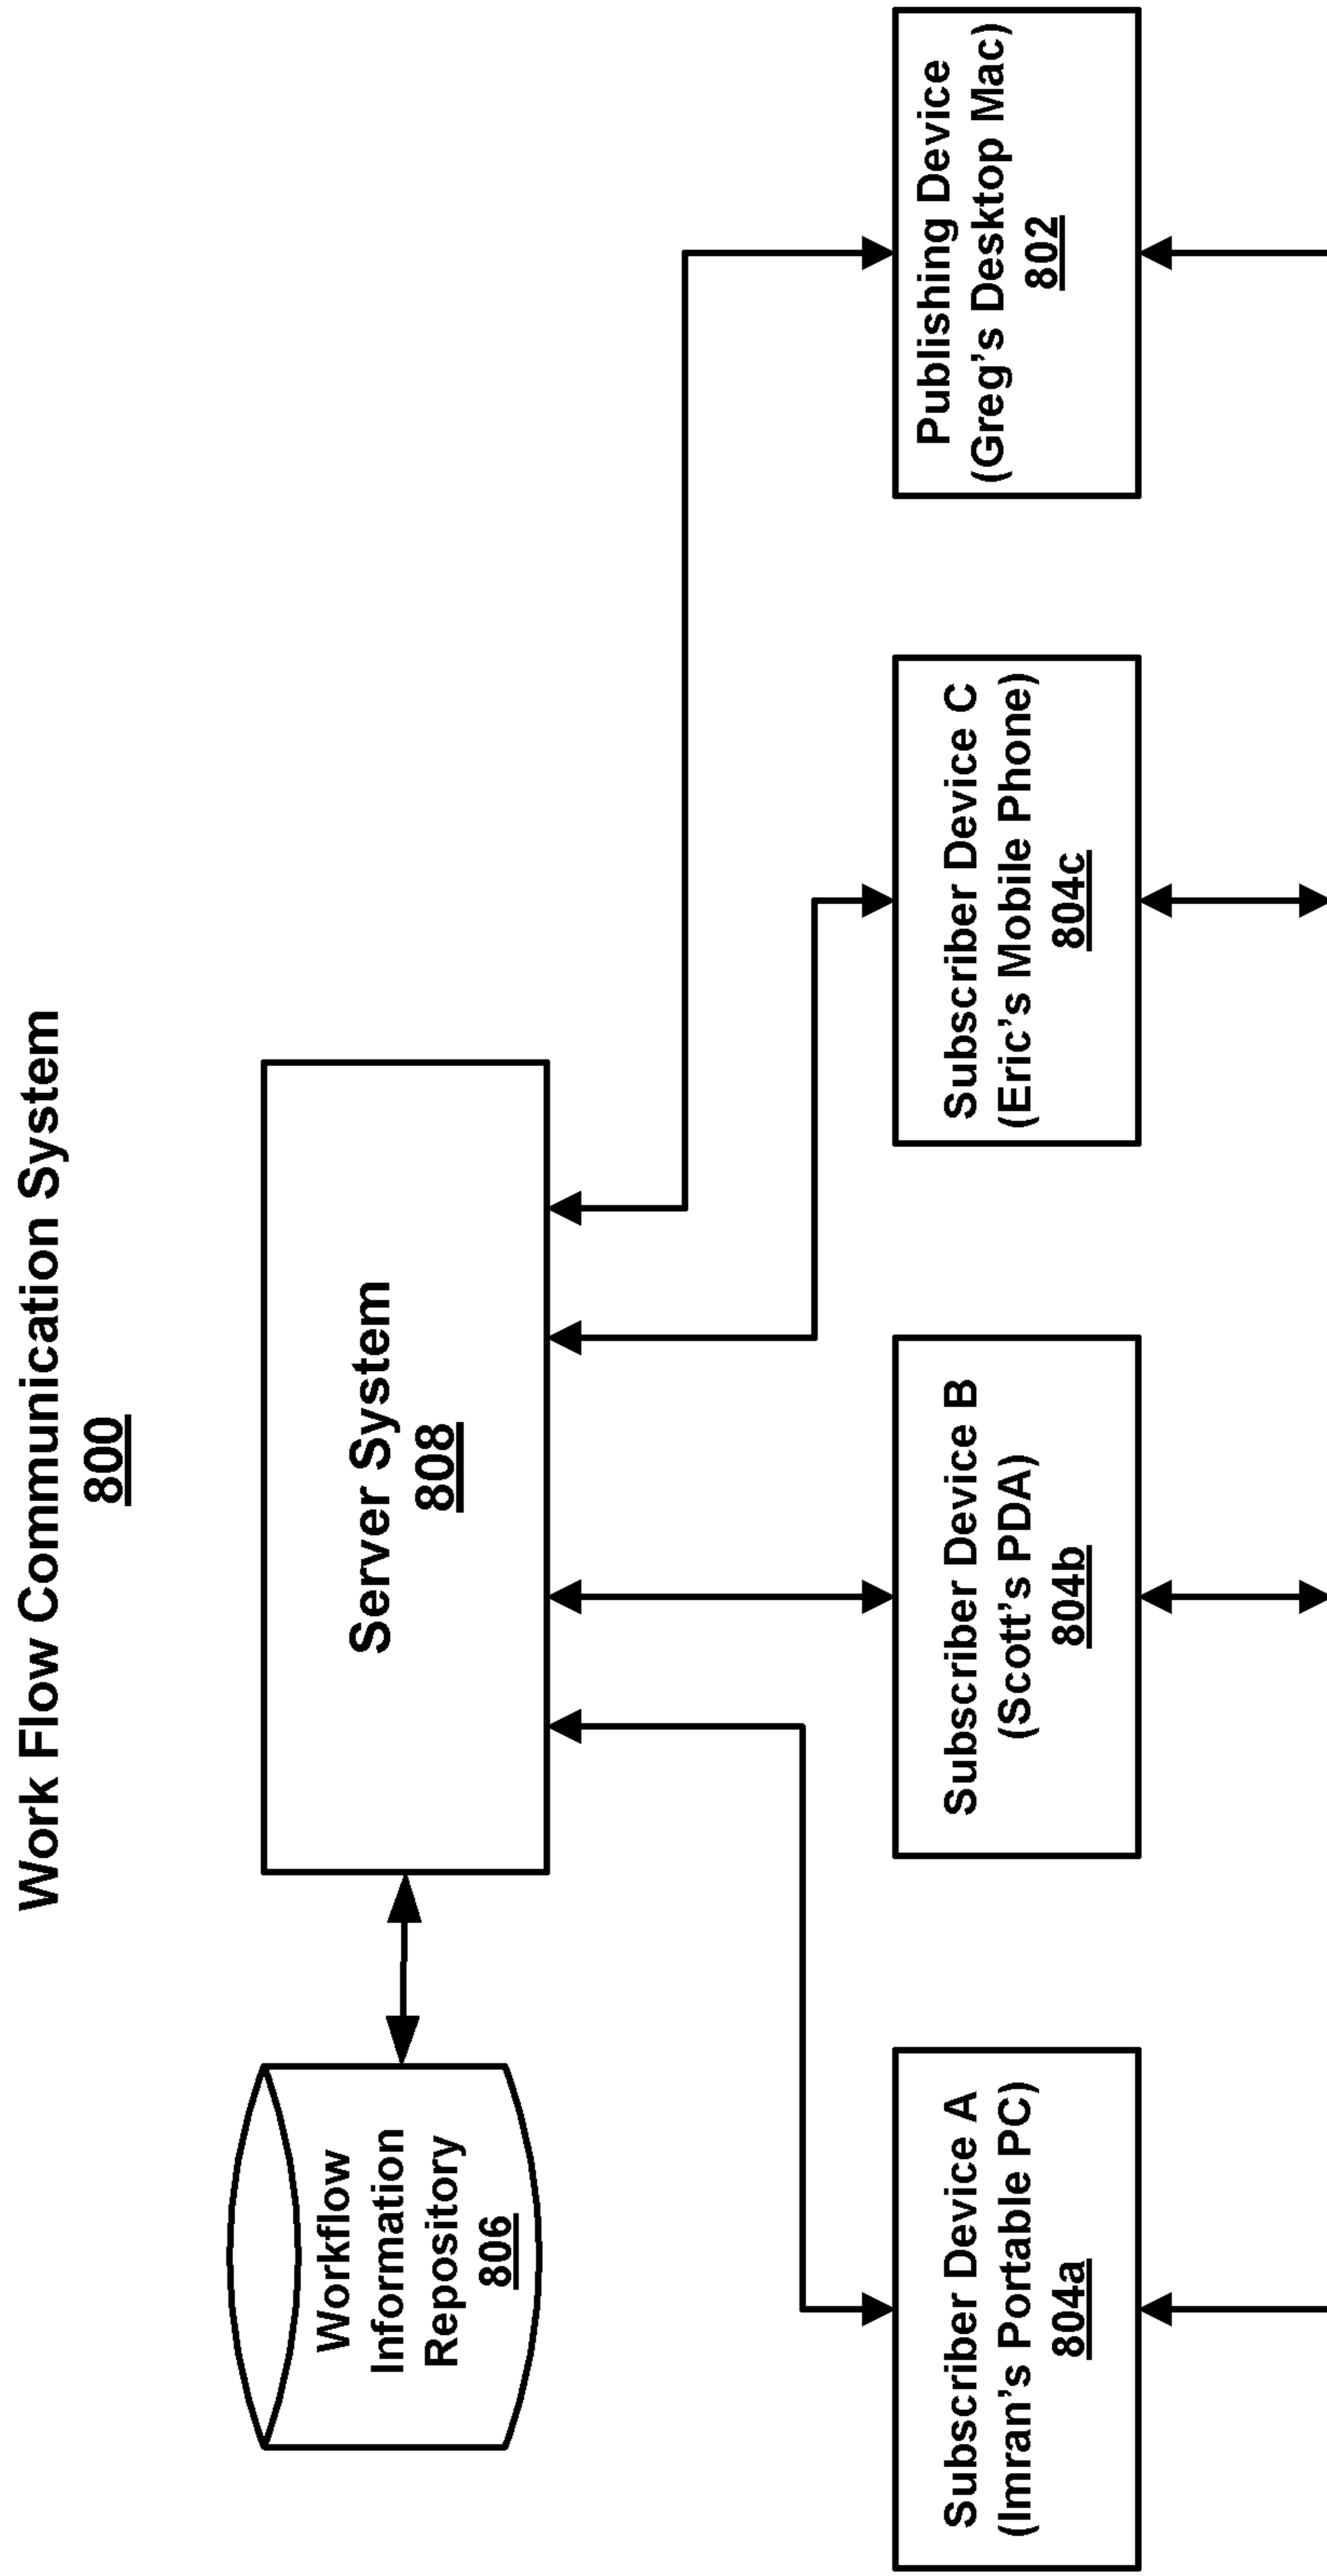 Work Flow Communication System
800
Workflow
Information
Repository
806
Server System
808
Subscriber Device A
(Imran’s Portable PC)
804a
Subscriber Device B
(Scott’s PDA)
804b
Subscriber Device C
(Eric’s Mobile Phone)
804c
Publishing Device
(Greg’s Desktop Mac)
802